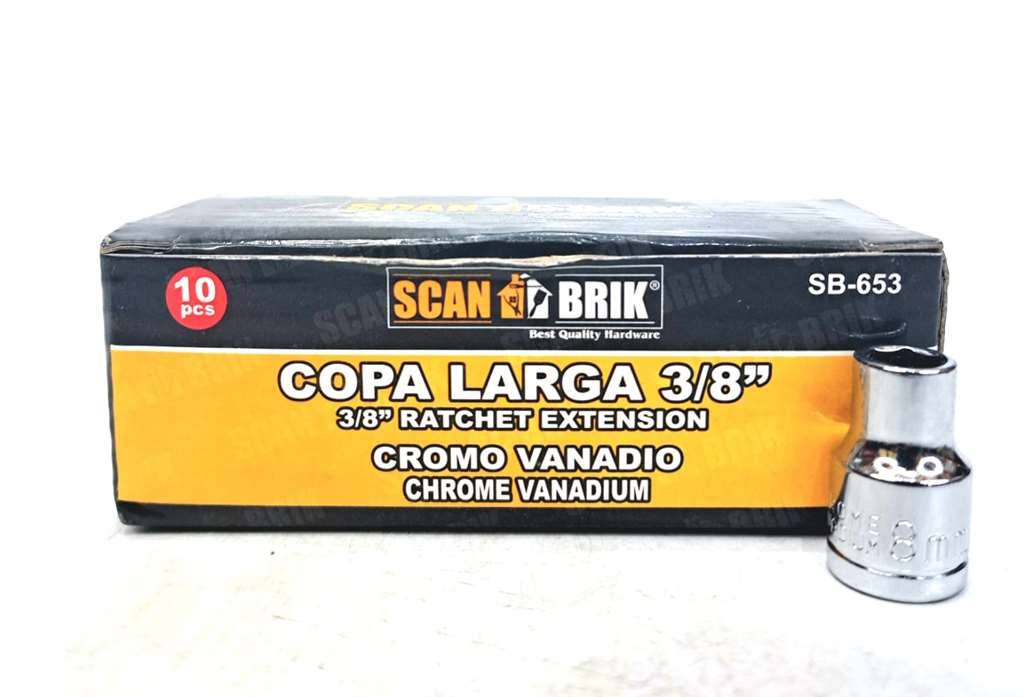 10
pcs
SCAN BRIK®
Best Quality Hardware
SB-653
COPA LARGA 3/8”
3/8” RATCHET EXTENSION
CROMO VANADIO
CHROME VANADIUM
8mm